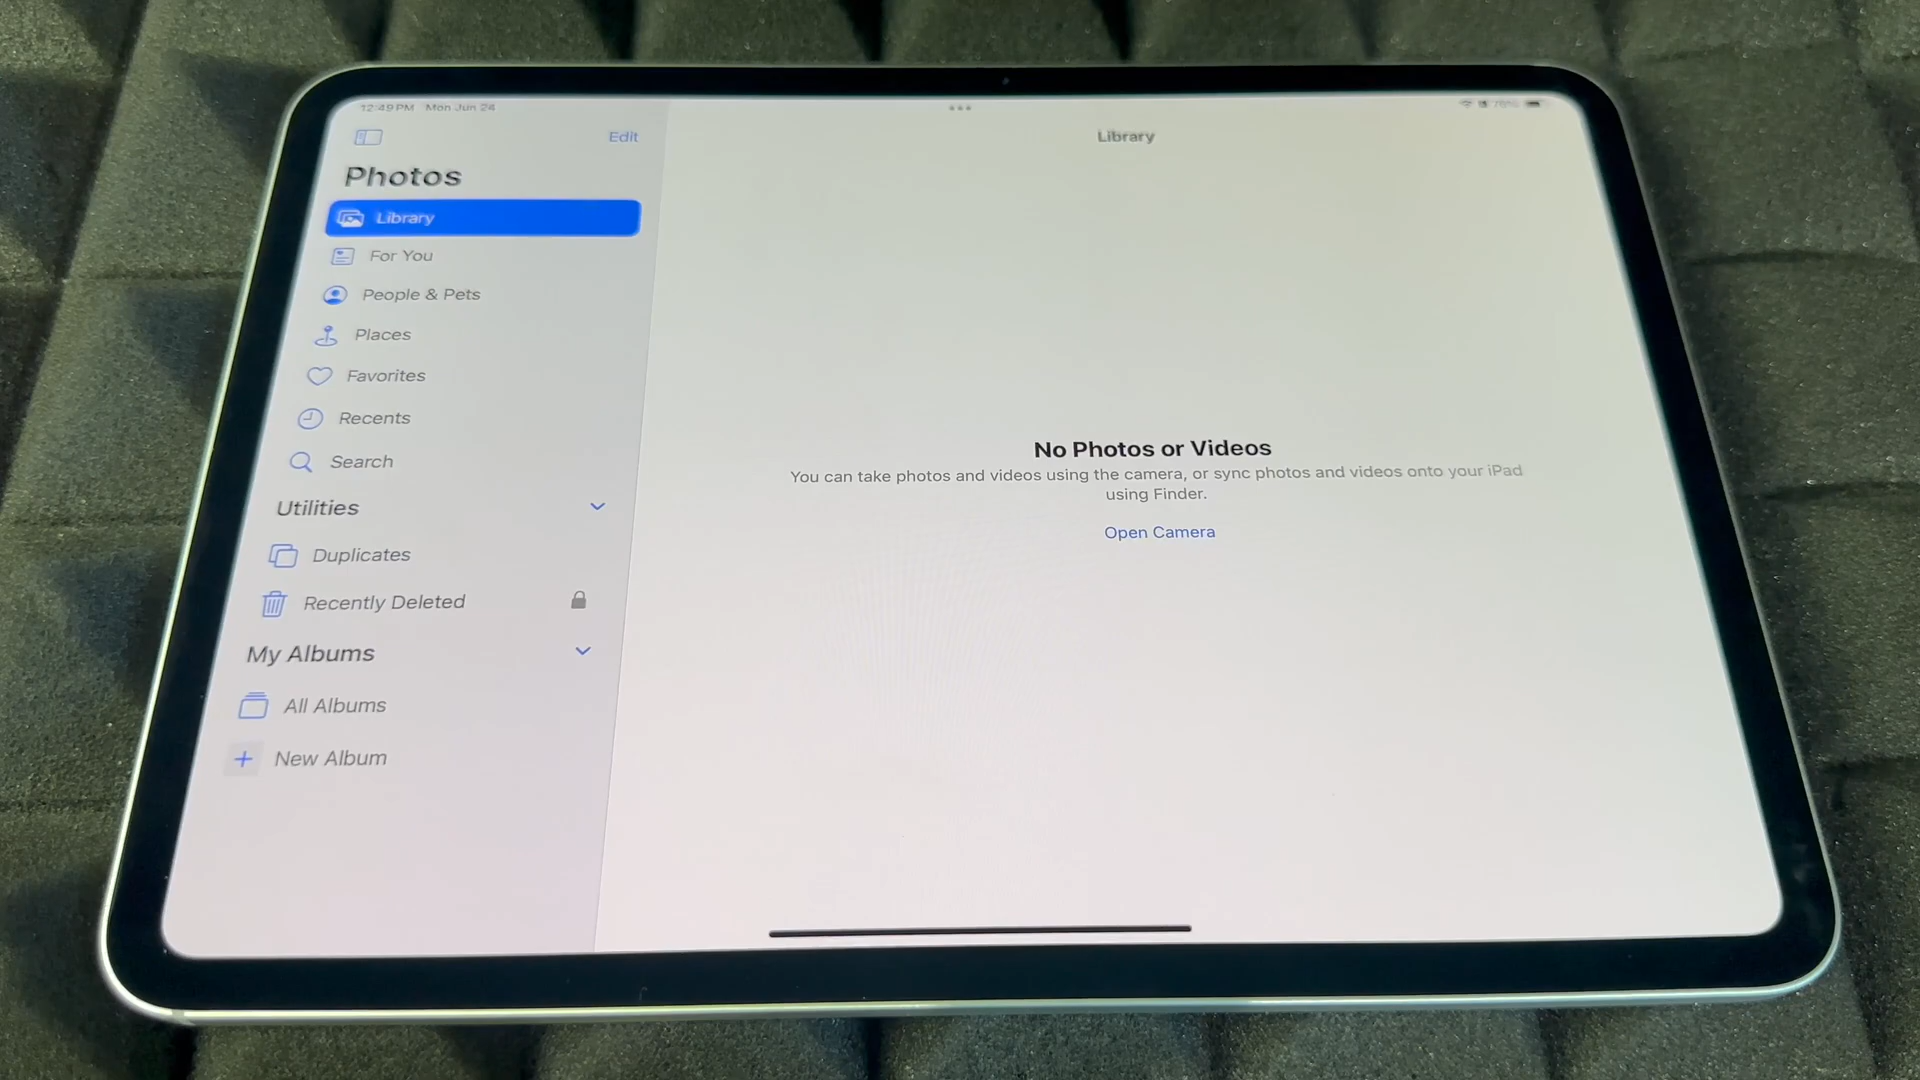 12:49 PM Mon Jun 24
Edit
Library
Photos
Library
For You
People & Pets
Places
Favorites
Recents
Search
Utilities
Duplicates
Recently Deleted
My Albums
All Albums
New Album
No Photos or Videos
You can take photos and videos using the camera, or sync photos and videos onto your iPad
using Finder.
Open Camera